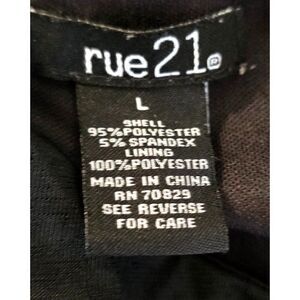 rue21®
L
SHELL
95%POLYESTER
5% SPANDEX
LINING
100%POLYESTER
MADE IN CHINA
RN 70829
SEE REVERSE
FOR CARE